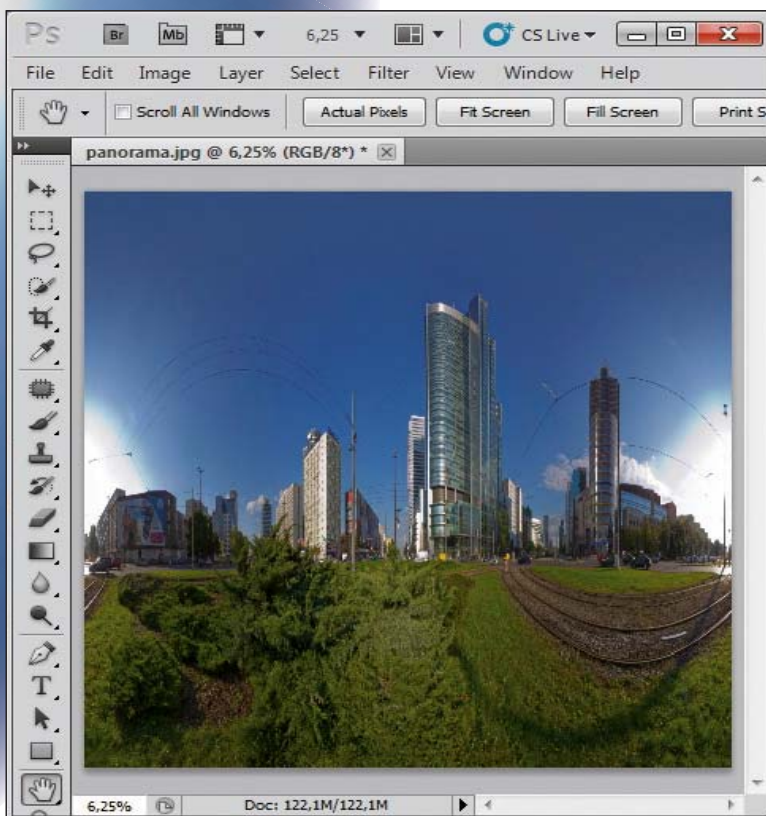 Ps Br Mb 6,25 CS Live
File Edit Image Layer Select Filter View Window Help
Scroll All Windows Actual Pixels Fit Screen Fill Screen Print S
panorama.jpg @ 6,25% (RGB/8*) *
T
6,25% Doc: 122,1M/122,1M